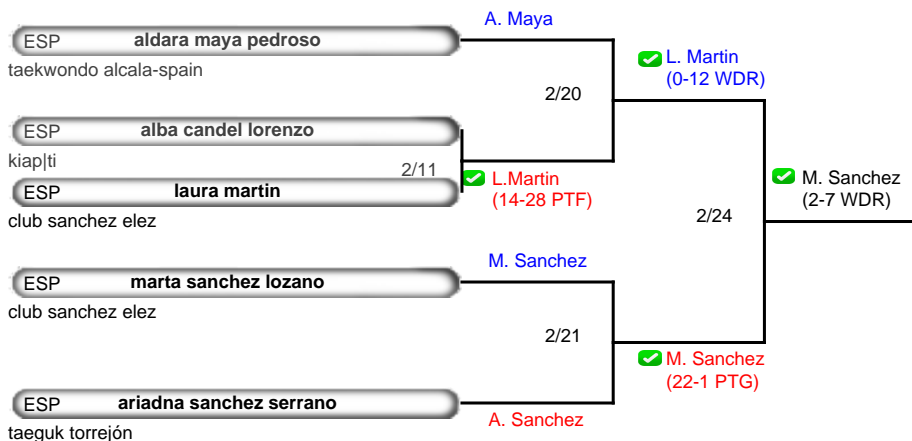 A. Maya
ESP aldara maya pedroso
taekwondo alcala-spain
L. Martin
(0-12 WDR)
2/20
ESP alba candel lorenzo
kiap|ti
2/11
L.Martin
(14-28 PTF)
ESP laura martin
club sanchez elez
M. Sanchez
(2-7 WDR)
2/24
M. Sanchez
ESP marta sanchez lozano
club sanchez elez
2/21
M. Sanchez
(22-1 PTG)
ESP ariadna sanchez serrano
A. Sanchez
taeguk torrejón